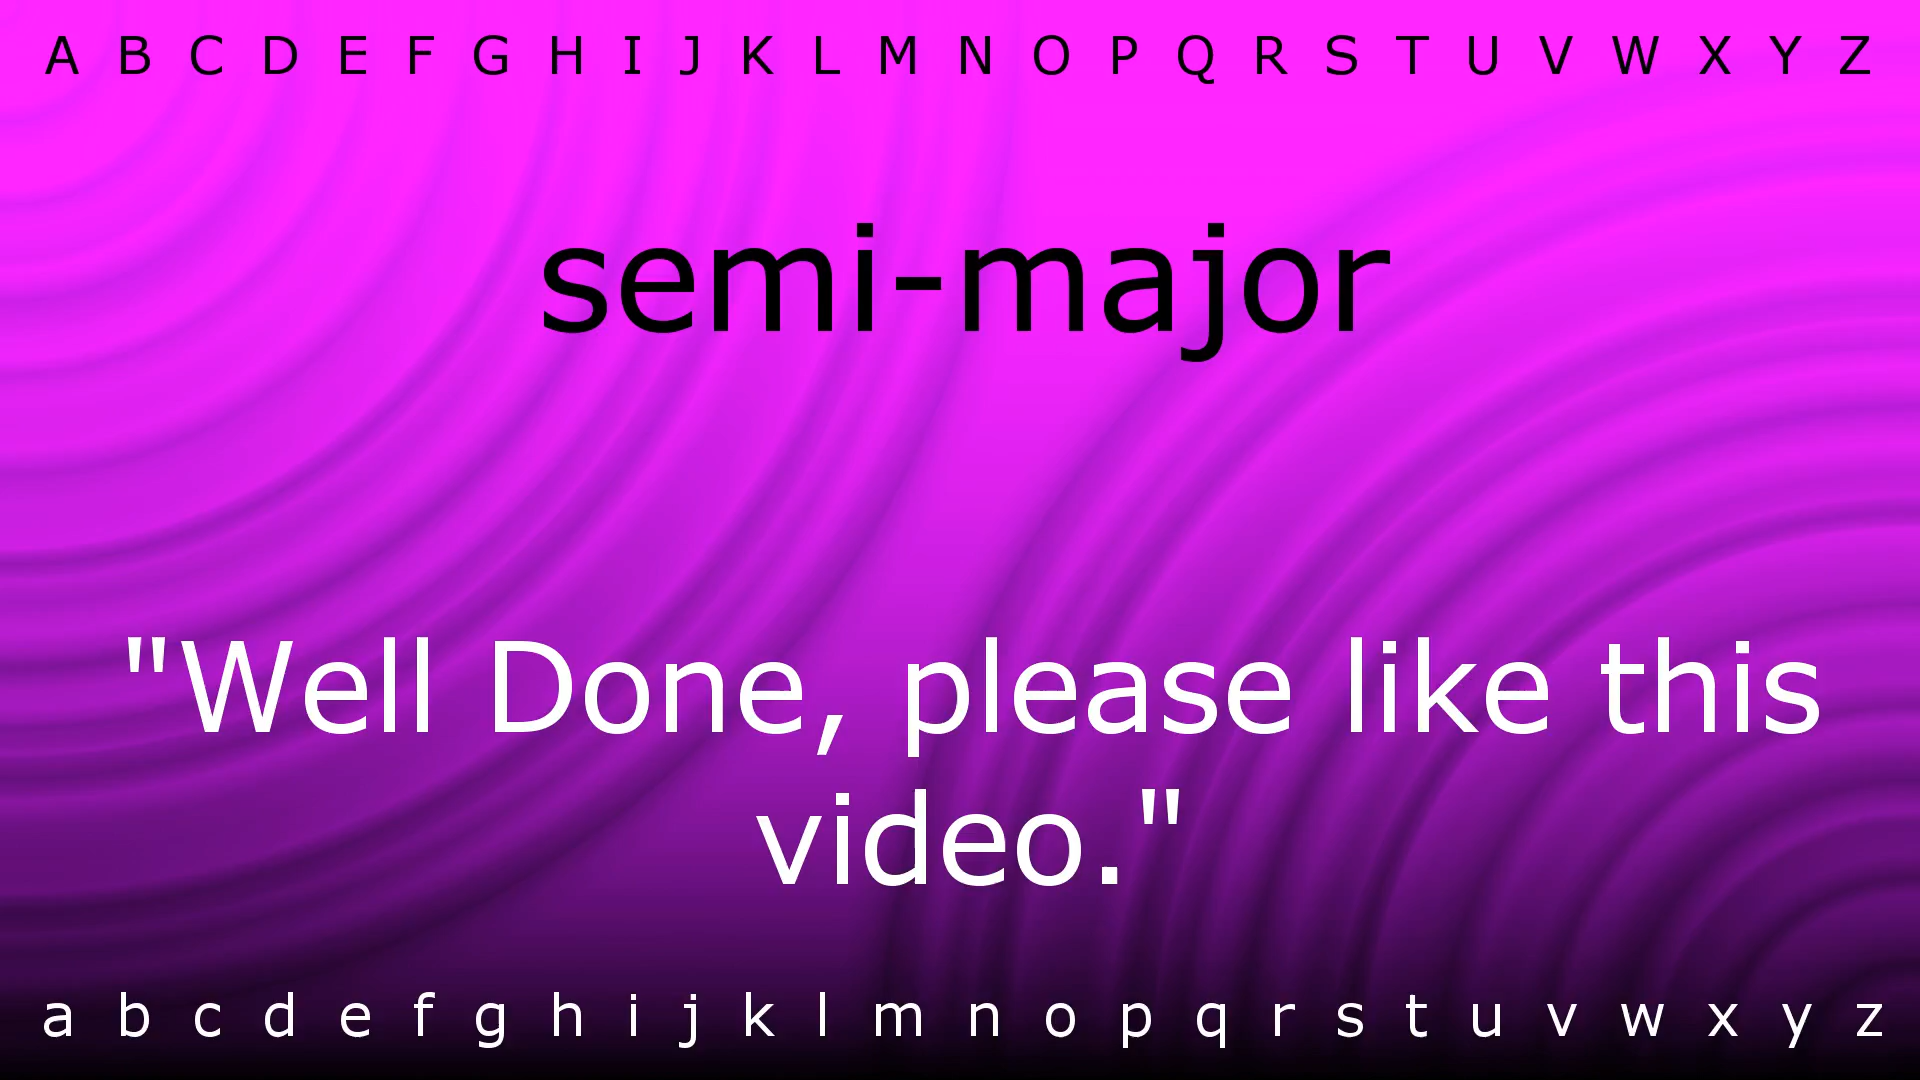 A B C D E F G H I J K L M N O P Q R S T U V W X Y Z
semi-major
"Well Done, please like this
video."
a b c d e f g h i j k l m n o p q r s t u v w x y z